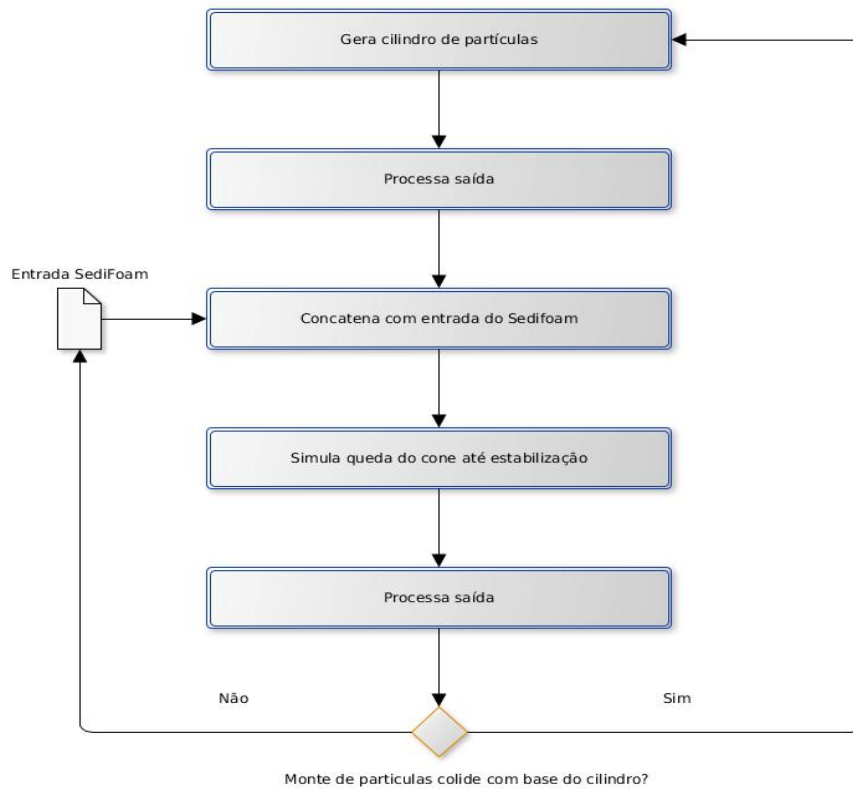 Gera cilindro de partículas
Processa saída
Entrada SediFoam
Concatena com entrada do Sedifoam
Simula queda do cone até estabilização
Processa saída
Não
Sim
Monte de particulas colide com base do cilindro?